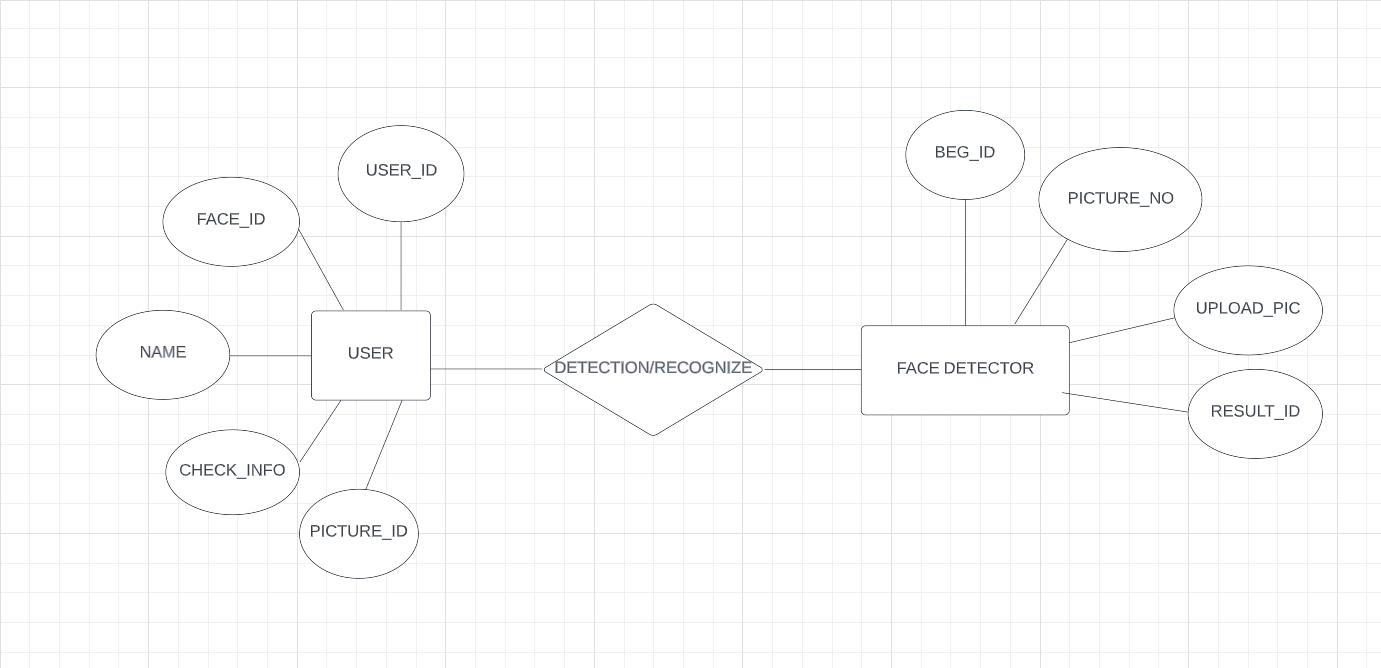 BEG_ID
USER_ID
PICTURE_NO
FACE_ID
UPLOAD_PIC
NAME
USER
DETECTION/RECOGNIZE
FACE DETECTOR
RESULT_ID
CHECK_INFO
PICTURE_ID